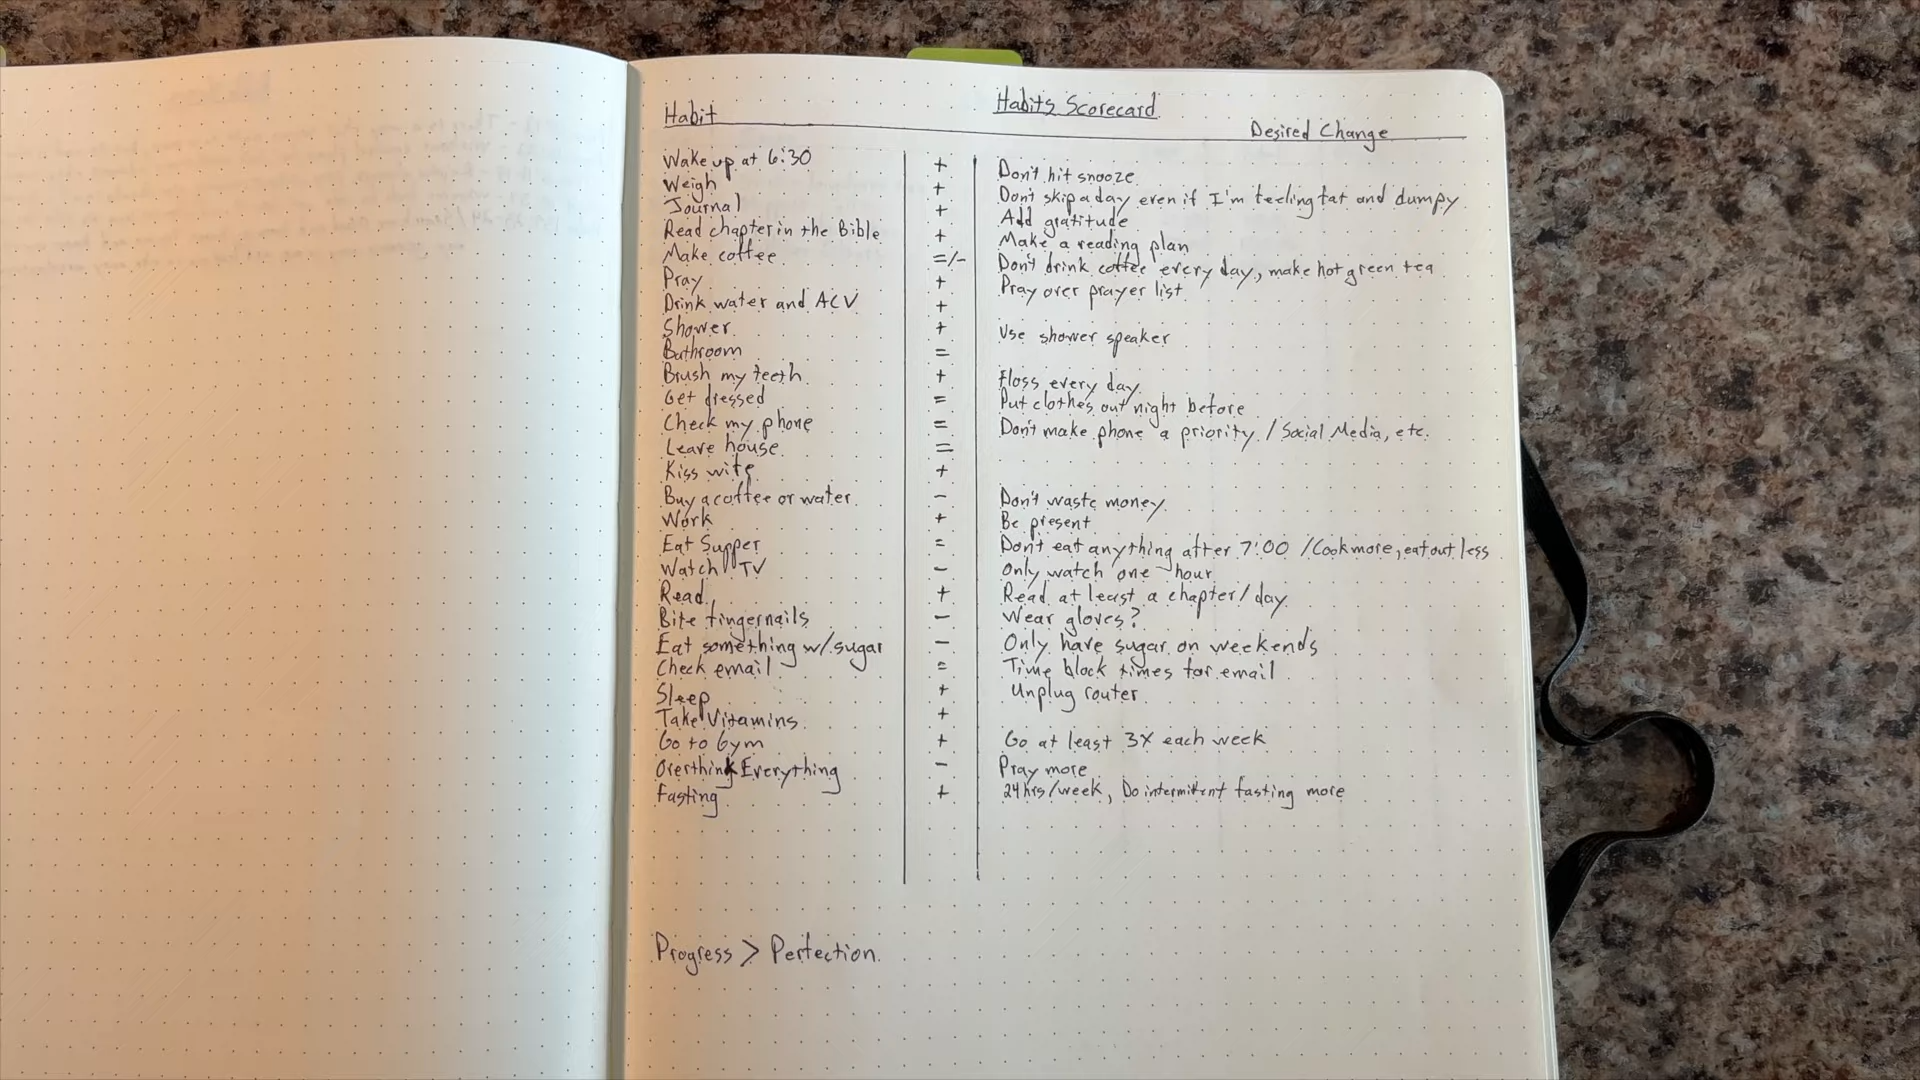 Habits Scorecard
Habit Desired Change
Wake up at 6:30 + Don't hit snooze
Weigh + Don't skip a day even if I'm feeling fat and dumpy
Journal + Add gratitude
Read chapter in the Bible + Make a reading plan
Make coffee =/- Don't drink coffee every day, make hot green tea
Pray + Pray over prayer list
Drink water and ACV +
Shower + Use shower speaker
Bathroom =
Brush my teeth + Floss every day
Get dressed = Put clothes out night before
Check my phone = Don't make phone a priority / Social Media, etc.
Leave house =
Kiss wife +
Buy a coffee or water - Don't waste money
Work + Be present
Eat Supper = Don't eat anything after 7:00 / Cook more, eat out less
Watch TV - Only watch one hour
Read + Read at least a chapter/day
Bite fingernails - Wear gloves?
Eat something w/ sugar - Only have sugar on weekends
Check email = Time block times for email
Sleep + Unplug router
Take Vitamins +
Go to Gym + Go at least 3X each week
Overthink Everything - Pray more
Fasting + 24hrs/week, Do intermittent fasting more
Progress > Perfection